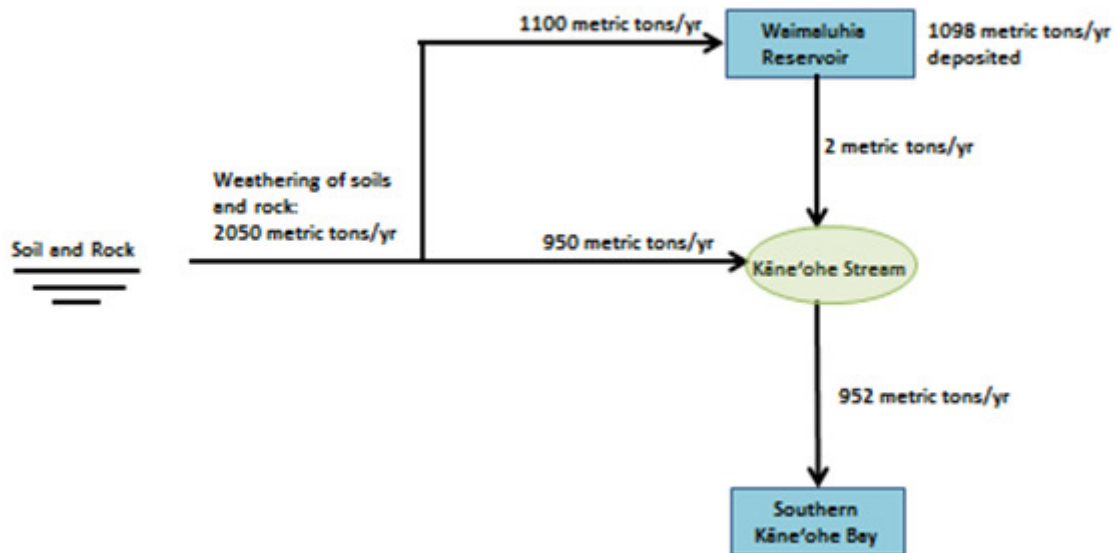 1100 metric tons/yr
Waimaluhia
Reservoir
1098 metric tons/yr
deposited
2 metric tons/yr
Weathering of soils
and rock:
2050 metric tons/yr
Soil and Rock
950 metric tons/yr
Kāne'ohe Stream
952 metric tons/yr
Southern
Kāne'ohe Bay